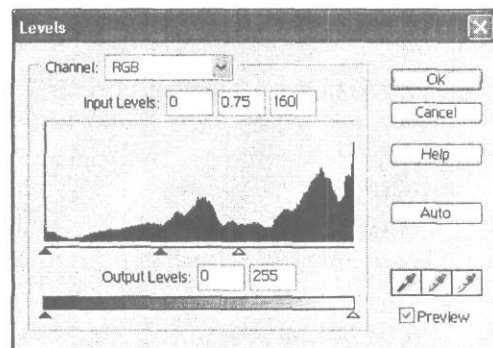 Levels
Channel: RGB
Input Levels: 0 0.75 160
Output Levels: 0 255
OK
Cancel
Help
Auto
Preview